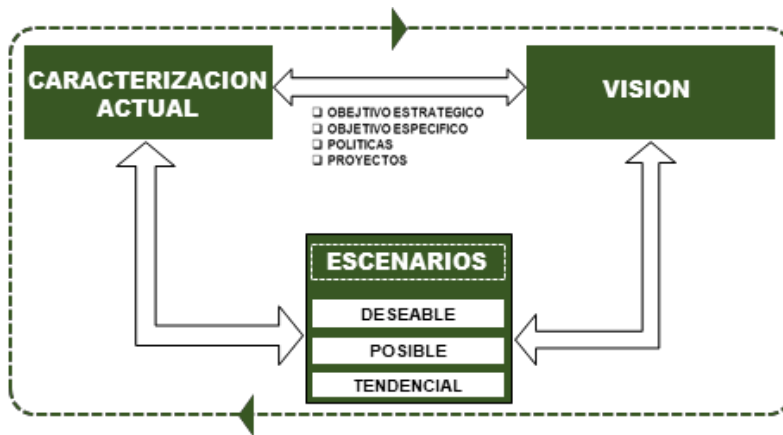 CARACTERIZACION
ACTUAL
VISION
❑ OBEJTIVO ESTRATEGICO
❑ OBJETIVO ESPECIFICO
❑ POLITICAS
❑ PROYECTOS
ESCENARIOS
DESEABLE
POSIBLE
TENDENCIAL